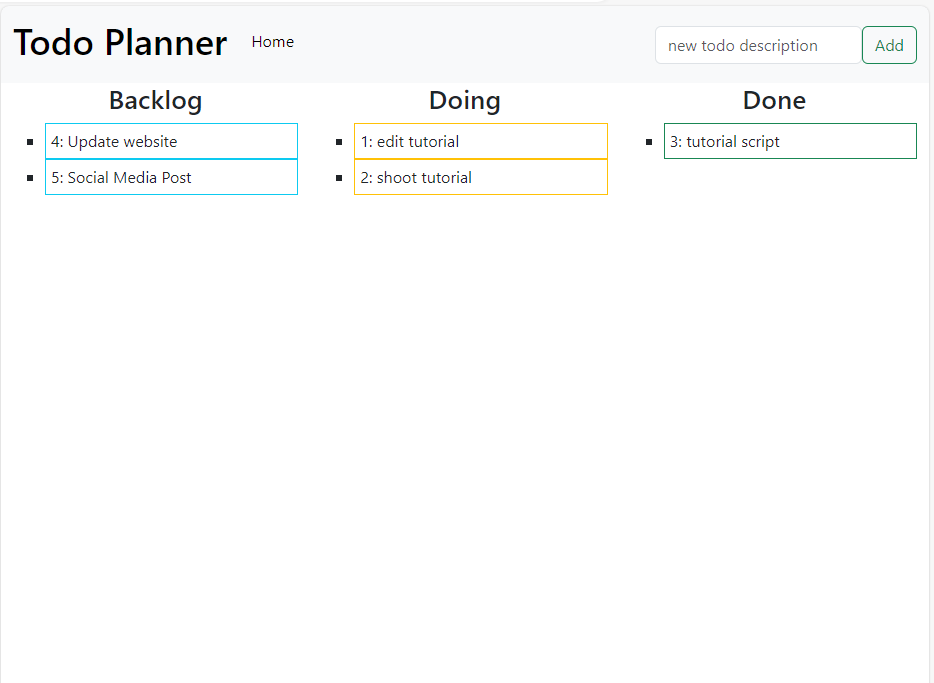 Todo Planner Home new todo description Add
Backlog Doing Done
4: Update website 1: edit tutorial 3: tutorial script
5: Social Media Post 2: shoot tutorial